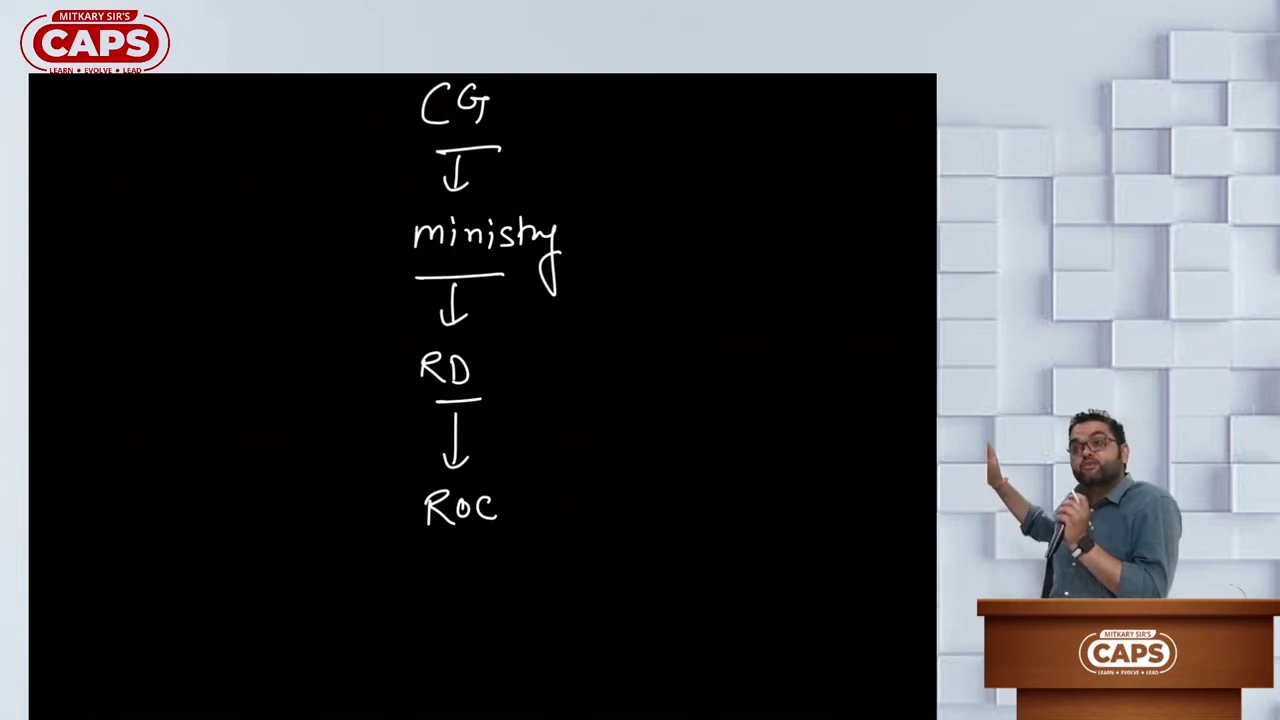 MITKARY SIR'S
CAPS
LEARN • EVOLVE • LEAD
CG
ministry
RD
ROC
MITKARY SIR'S
CAPS
LEARN • EVOLVE • LEAD